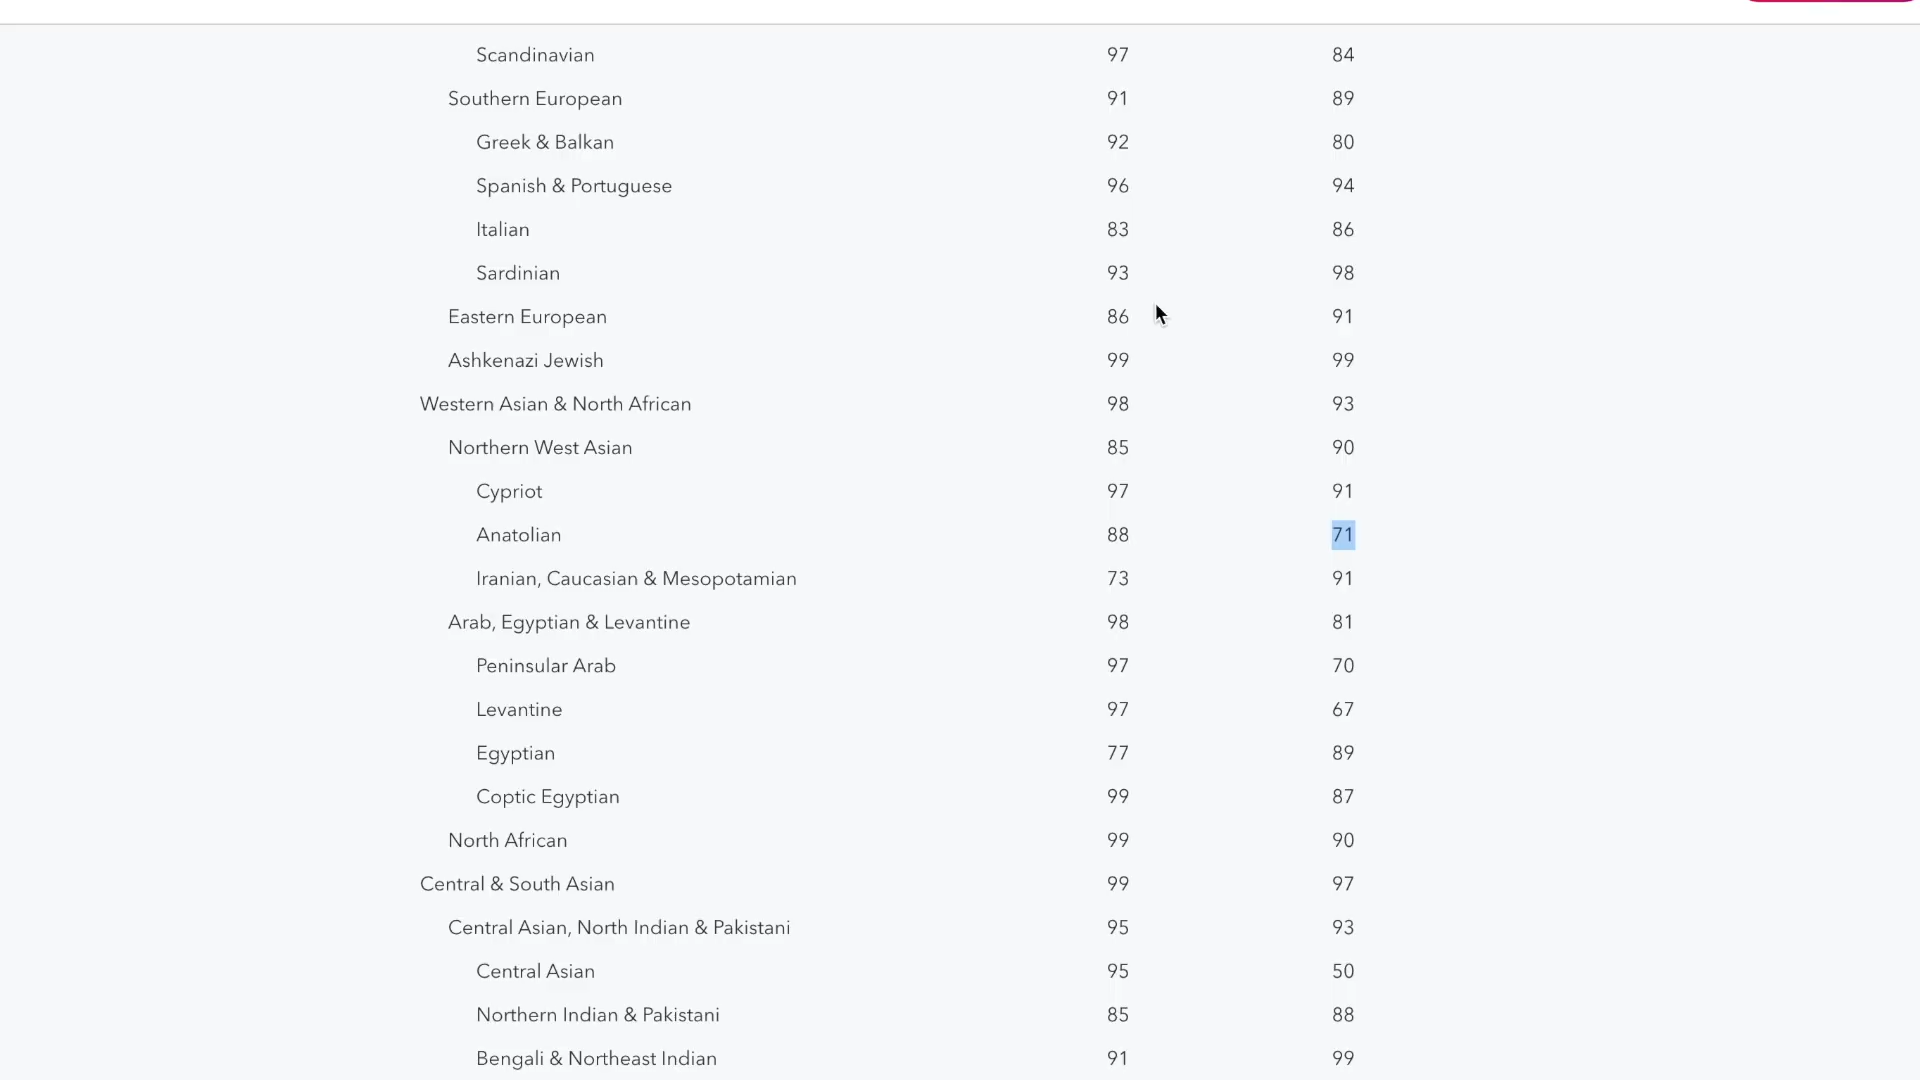 Scandinavian 97 84
Southern European 91 89
Greek & Balkan 92 80
Spanish & Portuguese 96 94
Italian 83 86
Sardinian 93 98
Eastern European 86 91
Ashkenazi Jewish 99 99
Western Asian & North African 98 93
Northern West Asian 85 90
Cypriot 97 91
Anatolian 88 71
Iranian, Caucasian & Mesopotamian 73 91
Arab, Egyptian & Levantine 98 81
Peninsular Arab 97 70
Levantine 97 67
Egyptian 77 89
Coptic Egyptian 99 87
North African 99 90
Central & South Asian 99 97
Central Asian, North Indian & Pakistani 95 93
Central Asian 95 50
Northern Indian & Pakistani 85 88
Bengali & Northeast Indian 91 99